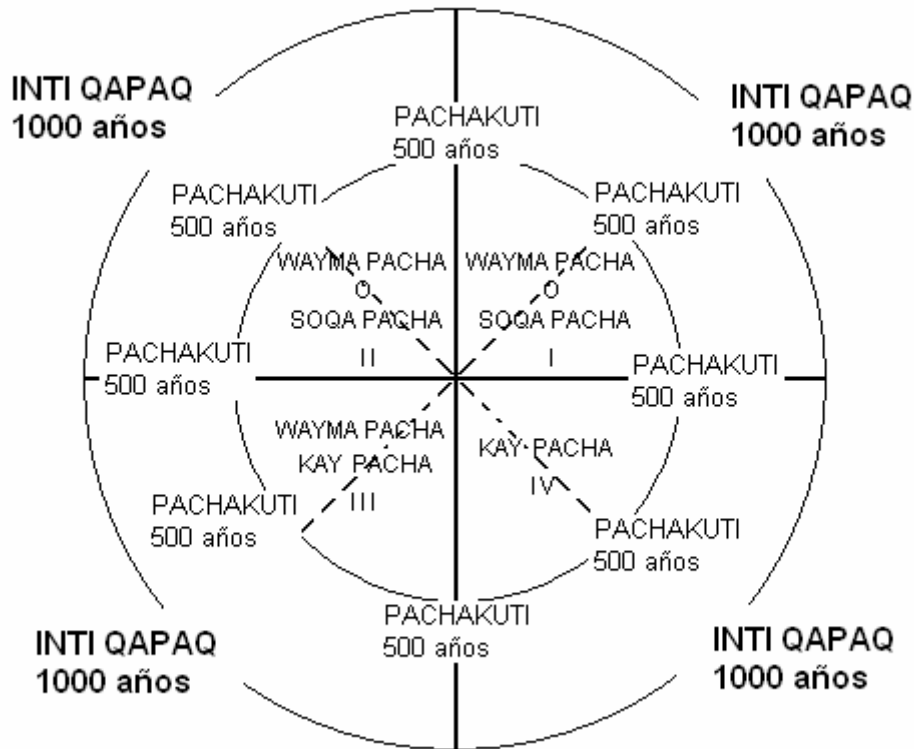 INTI QAPAQ
1000 años
INTI QAPAQ
1000 años
PACHAKUTI
500 años
PACHAKUTI
500 años
PACHAKUTI
500 años
WAYMA PACHA
O
SOQA PACHA
II
WAYMA PACHA
O
SOQA PACHA
I
PACHAKUTI
500 años
PACHAKUTI
500 años
WAYMA PACHA
KAY PACHA
III
KAY PACHA
IV
PACHAKUTI
500 años
PACHAKUTI
500 años
PACHAKUTI
500 años
INTI QAPAQ
1000 años
INTI QAPAQ
1000 años